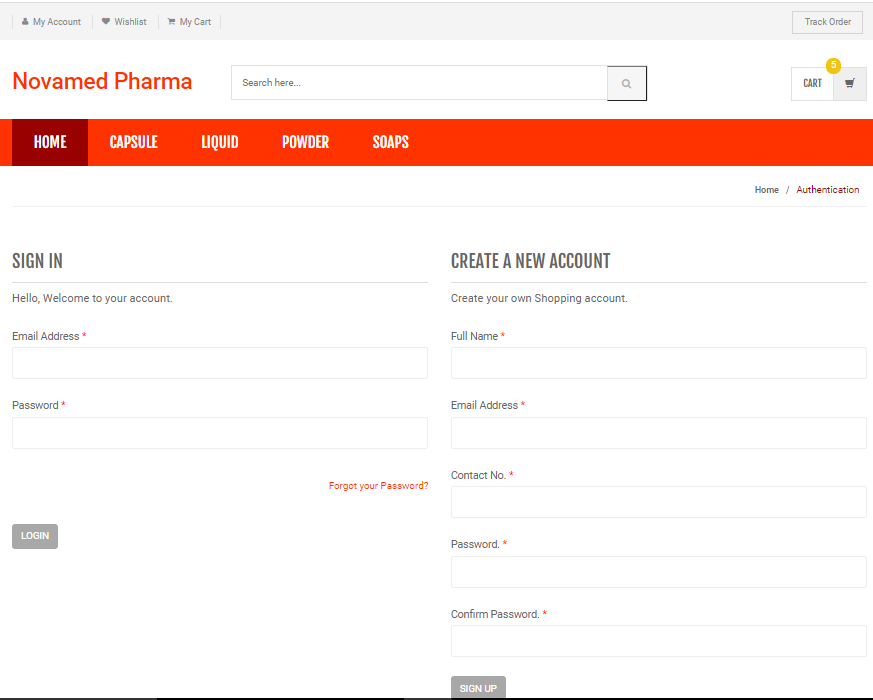 My Account Wishlist My Cart Track Order
Novamed Pharma Search here... CART 5
HOME CAPSULE LIQUID POWDER SOAPS
Home / Authentication
SIGN IN
Hello, Welcome to your account.
Email Address *
Password *
Forgot your Password?
LOGIN
CREATE A NEW ACCOUNT
Create your own Shopping account.
Full Name *
Email Address *
Contact No. *
Password. *
Confirm Password. *
SIGN UP